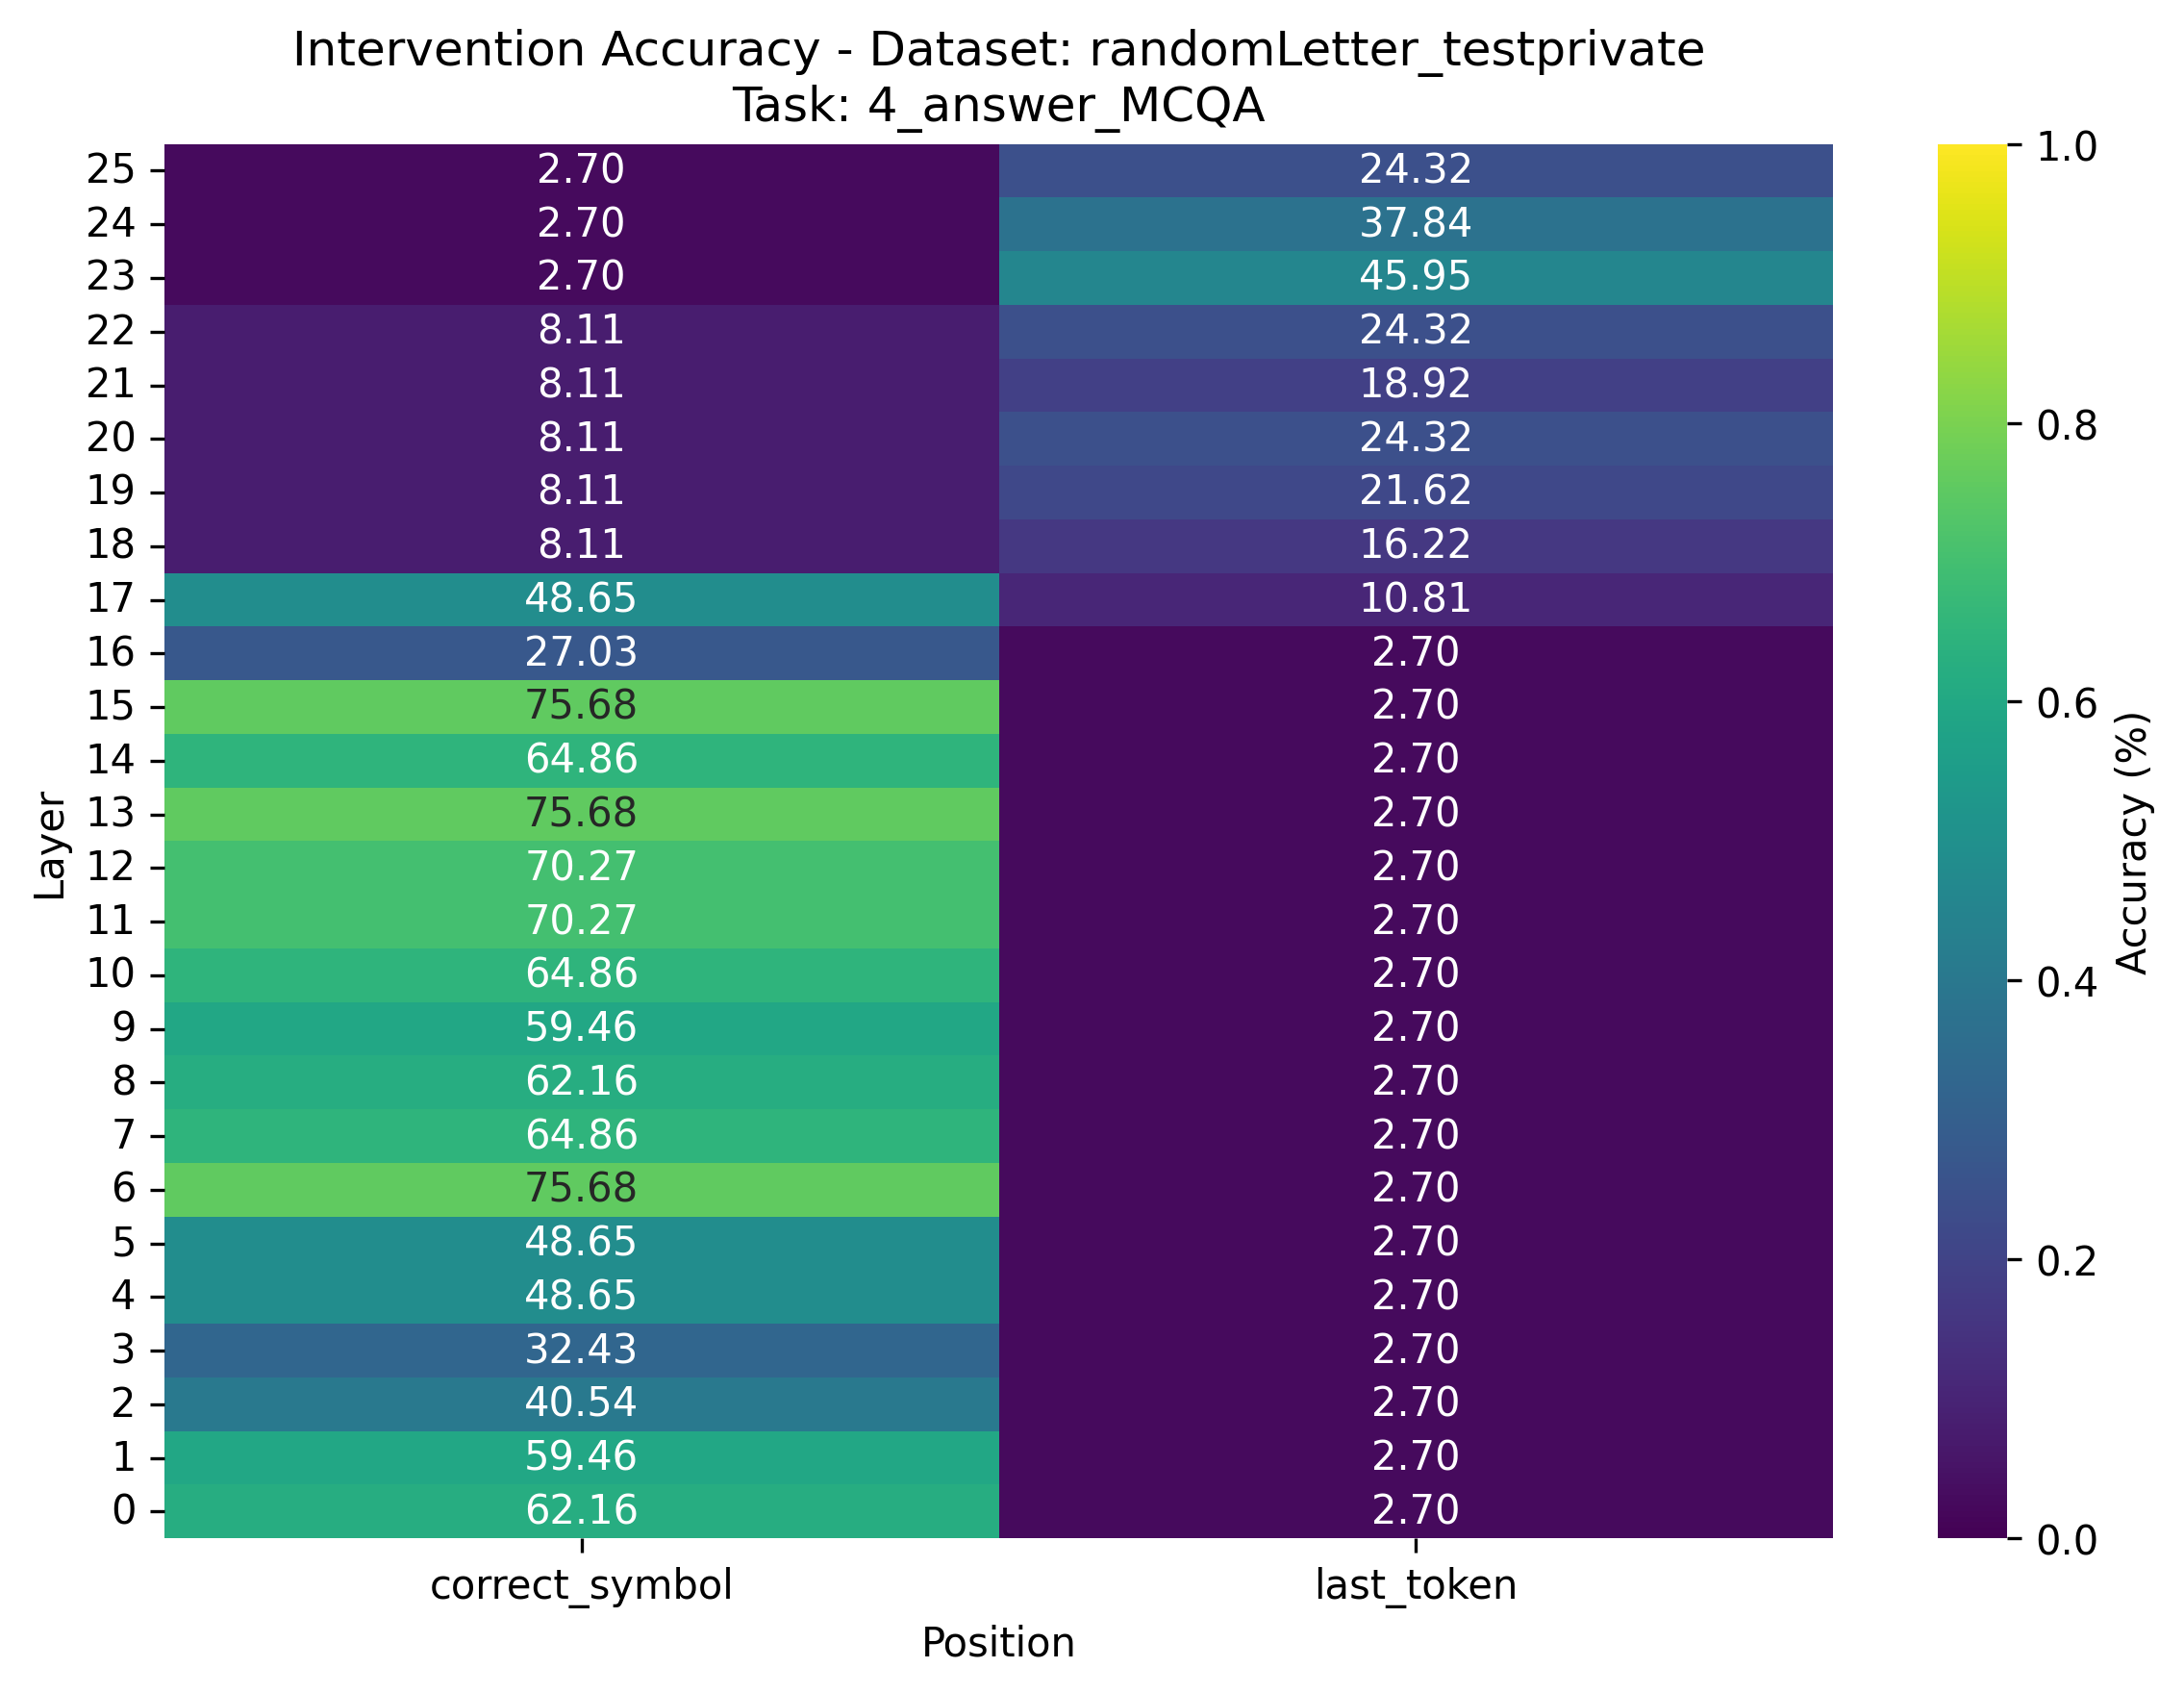 Intervention Accuracy - Dataset: randomLetter_testprivate
Task: 4_answer_MCQA
25 2.70 24.32
24 2.70 37.84
23 2.70 45.95
22 8.11 24.32
21 8.11 18.92
20 8.11 24.32
19 8.11 21.62
18 8.11 16.22
17 48.65 10.81
16 27.03 2.70
15 75.68 2.70
14 64.86 2.70
13 75.68 2.70
12 70.27 2.70
11 70.27 2.70
10 64.86 2.70
9 59.46 2.70
8 62.16 2.70
7 64.86 2.70
6 75.68 2.70
5 48.65 2.70
4 48.65 2.70
3 32.43 2.70
2 40.54 2.70
1 59.46 2.70
0 62.16 2.70
correct_symbol last_token
Position
Layer
1.0
0.8
0.6
0.4
0.2
0.0
Accuracy (%)